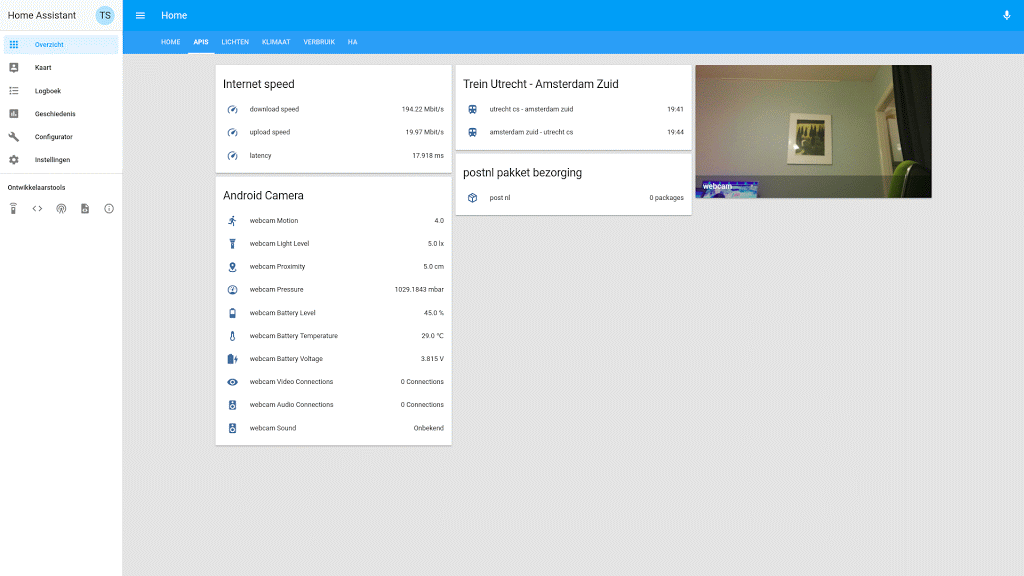 Home Assistant
TS
Overzicht
Kaart
Logboek
Geschiedenis
Configurator
Instellingen
Ontwikkelaarstools
Home
HOME APIS LICHTEN KLIMAAT VERBRUIK HA
Internet speed
download speed 194.22 Mbit/s
upload speed 19.97 Mbit/s
latency 17.918 ms
Android Camera
webcam Motion 4.0
webcam Light Level 5.0 lx
webcam Proximity 5.0 cm
webcam Pressure 1029.1843 mbar
webcam Battery Level 45.0 %
webcam Battery Temperature 29.0 °C
webcam Battery Voltage 3.815 V
webcam Video Connections 0 Connections
webcam Audio Connections 0 Connections
webcam Sound Onbekend
Trein Utrecht - Amsterdam Zuid
utrecht cs - amsterdam zuid 19:41
amsterdam zuid - utrecht cs 19:44
postnl pakket bezorging
post nl 0 packages
webcam